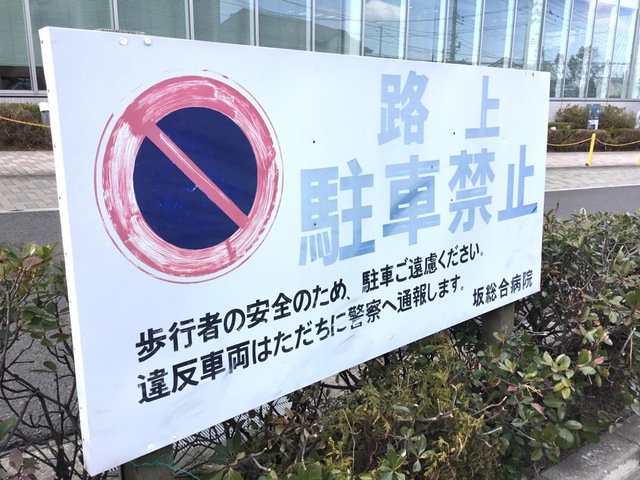 路上
駐車禁止
歩行者の安全のため、駐車ご遠慮ください。
違反車両はただちに警察へ通報します。 坂総合病院